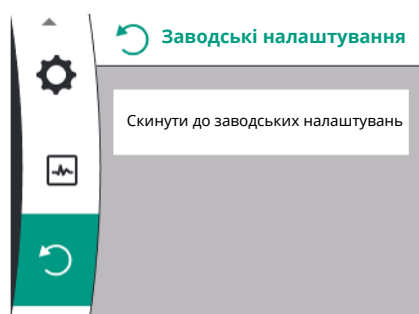 Заводські налаштування
Скинути до заводських налаштувань